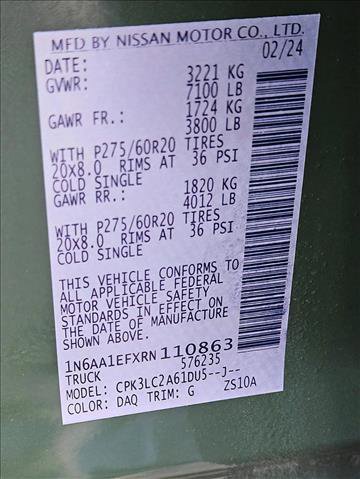 MFD BY NISSAN MOTOR CO., LTD.
DATE: 02/24
GVWR: 3221 KG
7100 LB
GAWR FR.: 1724 KG
3800 LB
WITH P275/60R20 TIRES
20x8.0 RIMS AT 36 PSI
COLD SINGLE
GAWR RR.: 1820 KG
4012 LB
WITH P275/60R20 TIRES
20x8.0 RIMS AT 36 PSI
COLD SINGLE
THIS VEHICLE CONFORMS TO
ALL APPLICABLE FEDERAL
MOTOR VEHICLE SAFETY
STANDARDS IN EFFECT ON
THE DATE OF MANUFACTURE
1N6AA1EFXRN110863
TRUCK 576235
MODEL: CPK3LC2A61DU5--J--
COLOR: DAQ TRIM: G ZS10A